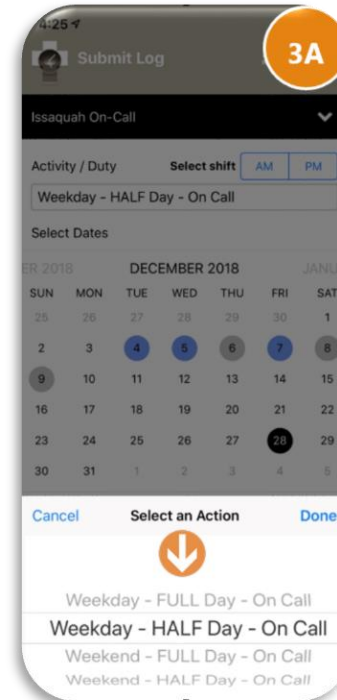 4:25
3A
Submit Log
Issaquah On-Call
Activity / Duty Select shift AM PM
Weekday - HALF Day - On Call
Select Dates
ER 2018 DECEMBER 2018 JANU
SUN MON TUE WED THU FRI SAT
25 26 27 28 29 30 1
2 3 4 5 6 7 8
9 10 11 12 13 14 15
16 17 18 19 20 21 22
23 24 25 26 27 28 29
30 31 1 2 3 4 5
Cancel Select an Action Done
Weekday - FULL Day - On Call
Weekday - HALF Day - On Call
Weekend - FULL Day - On Call
Weekend - HALF Day - On Call